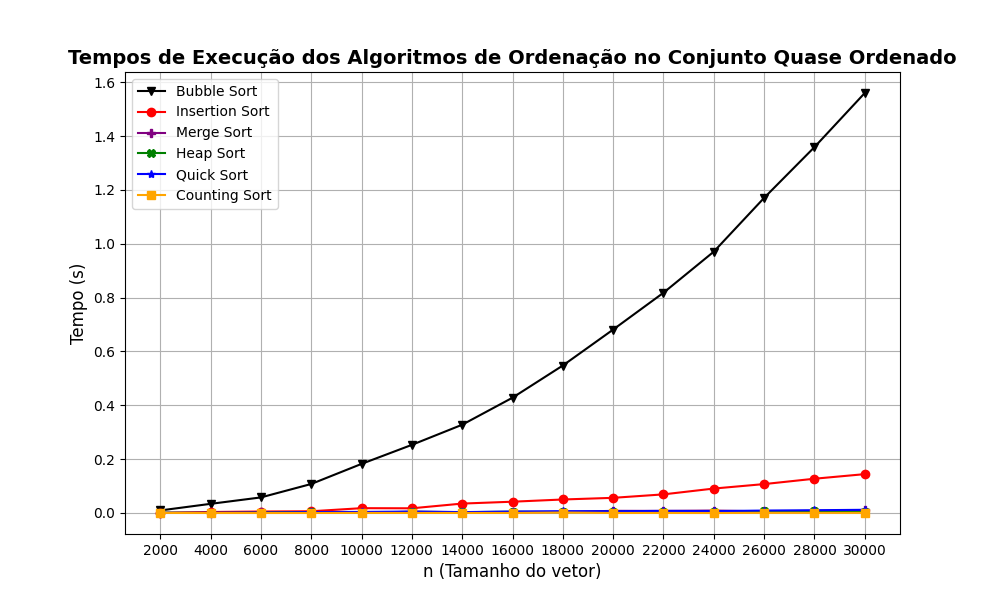 Tempos de Execução dos Algoritmos de Ordenação no Conjunto Quase Ordenado
Bubble Sort
Insertion Sort
Merge Sort
Heap Sort
Quick Sort
Counting Sort
1.6
1.4
1.2
1.0
0.8
0.6
0.4
0.2
0.0
Tempo (s)
2000 4000 6000 8000 10000 12000 14000 16000 18000 20000 22000 24000 26000 28000 30000
n (Tamanho do vetor)